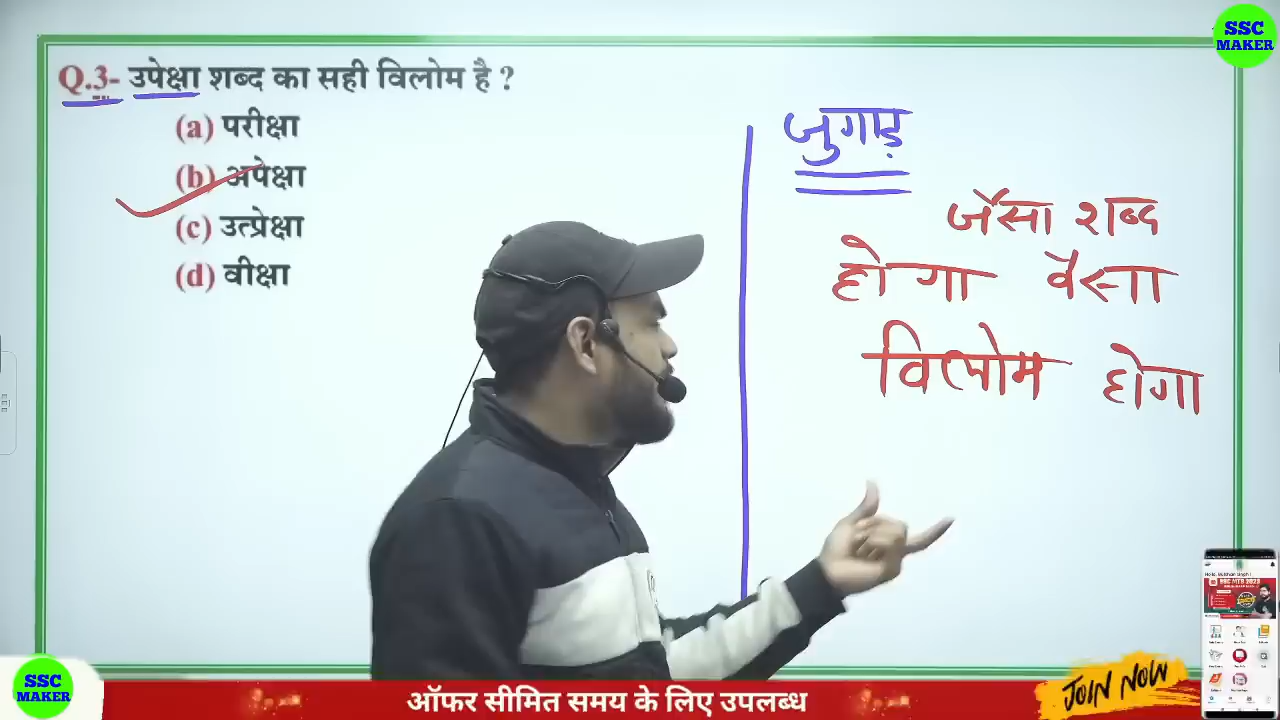 SSC
MAKER
Q.3- उपेक्षा शब्द का सही विलोम है ?
(a) परीक्षा
(b) अपेक्षा
(c) उत्प्रेक्षा
(d) वीक्षा
जुगाड़
जैसा शब्द
होगा वैसा
विलोम होगा
SSC
MAKER
ऑफर सीमित समय के लिए उपलब्ध
JOIN NOW